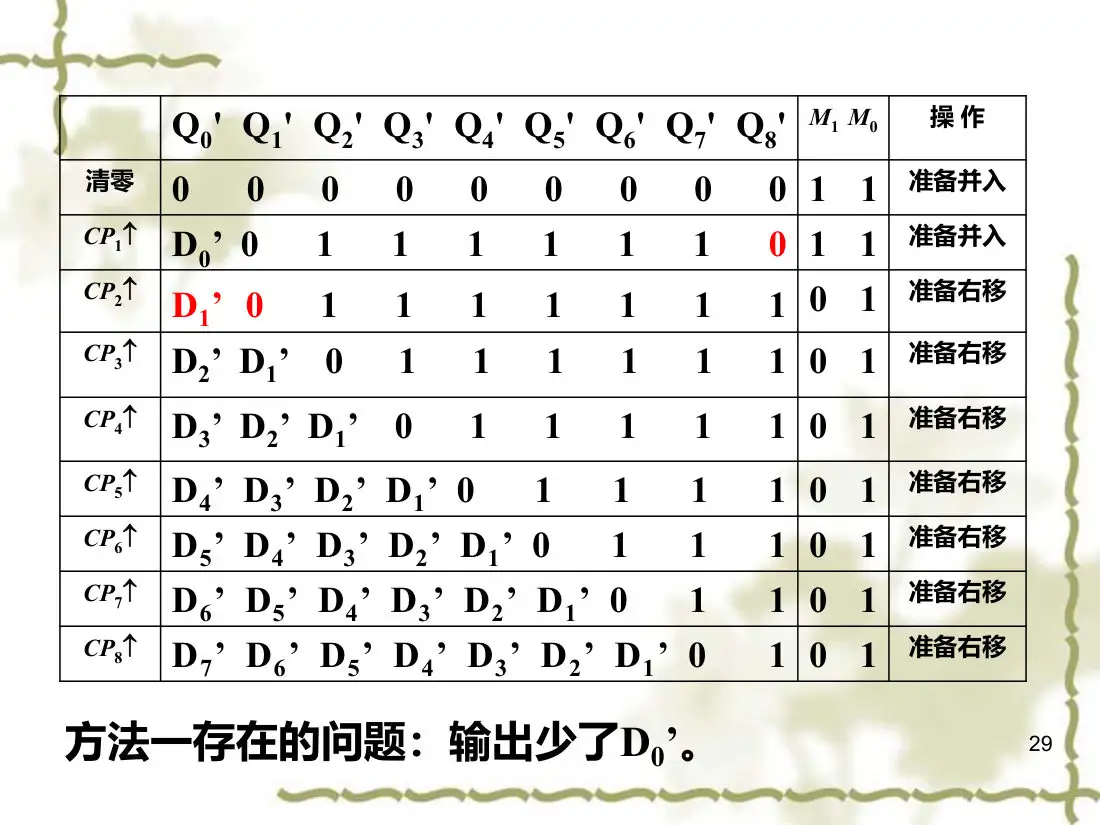 Q0' Q1' Q2' Q3' Q4' Q5' Q6' Q7' Q8' M1 M0 操 作
清零 0 0 0 0 0 0 0 0 0 1 1 准备并入
CP1↑ D0’ 0 1 1 1 1 1 1 0 1 1 准备并入
CP2↑ D1’ 0 1 1 1 1 1 1 1 0 1 准备右移
CP3↑ D2’ D1’ 0 1 1 1 1 1 1 0 1 准备右移
CP4↑ D3’ D2’ D1’ 0 1 1 1 1 1 0 1 准备右移
CP5↑ D4’ D3’ D2’ D1’ 0 1 1 1 1 0 1 准备右移
CP6↑ D5’ D4’ D3’ D2’ D1’ 0 1 1 1 0 1 准备右移
CP7↑ D6’ D5’ D4’ D3’ D2’ D1’ 0 1 1 0 1 准备右移
CP8↑ D7’ D6’ D5’ D4’ D3’ D2’ D1’ 0 1 0 1 准备右移
方法一存在的问题：输出少了D0’。
29